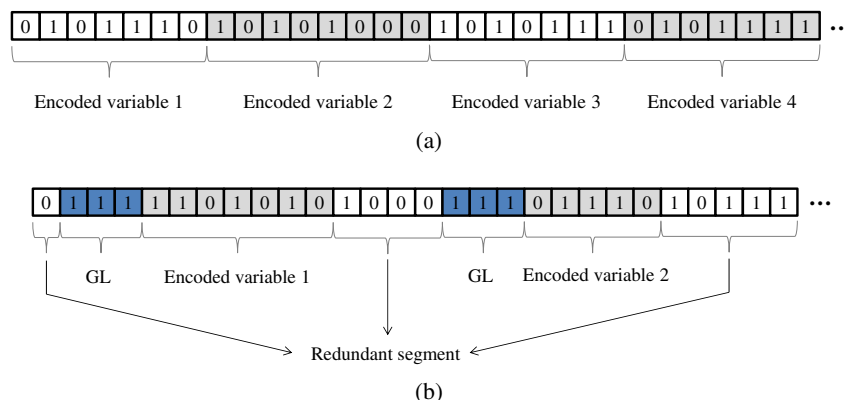 0 1 0 1 1 1 0 1 0 1 0 1 0 0 0 1 0 1 0 1 1 1 0 1 0 1 1 1 1 ..
Encoded variable 1 Encoded variable 2 Encoded variable 3 Encoded variable 4
(a)
0 1 1 1 1 1 0 1 0 1 0 1 0 0 0 1 1 1 0 1 1 1 0 1 0 1 1 1 ...
GL Encoded variable 1 GL Encoded variable 2
Redundant segment
(b)